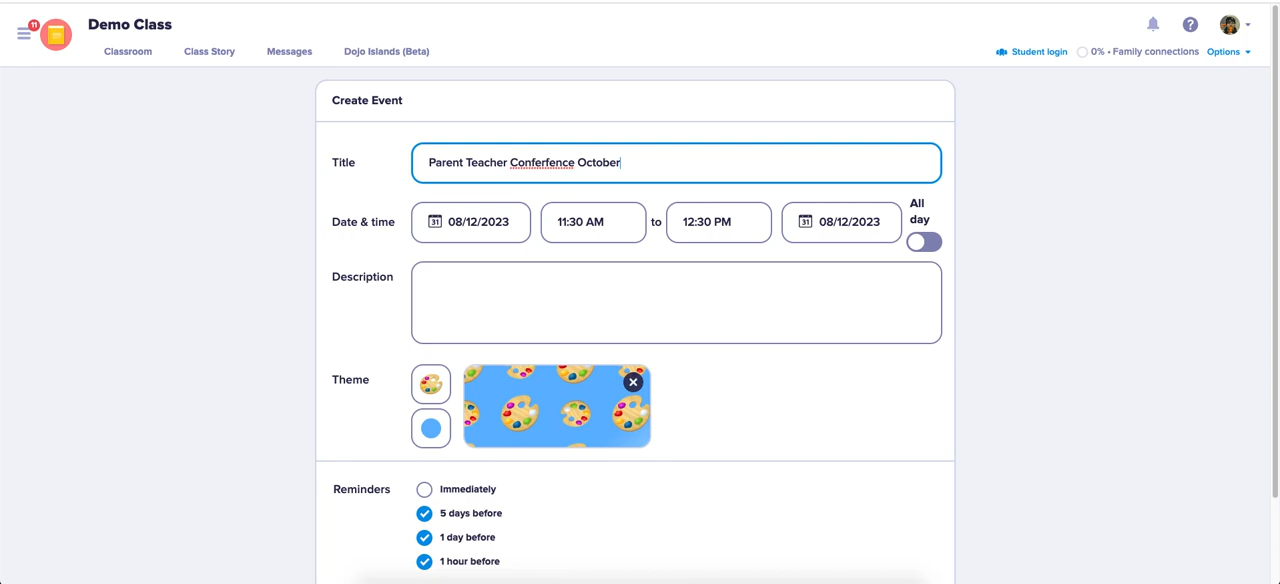 11
Demo Class
Classroom
Class Story
Messages
Dojo Islands (Beta)
Student login
0% • Family connections
Options
Create Event
Title
Parent Teacher Conferfence October
Date & time
31 08/12/2023
11:30 AM
to
12:30 PM
31 08/12/2023
All
day
Description
Theme
Reminders
Immediately
5 days before
1 day before
1 hour before